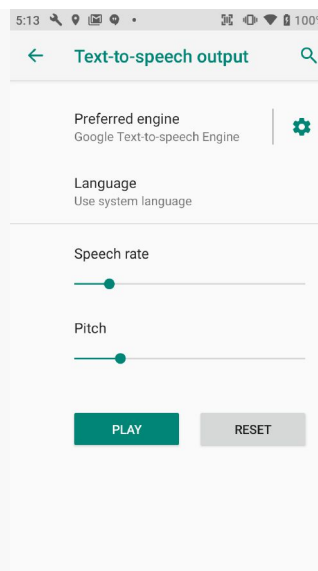 5:13
100%
Text-to-speech output
Preferred engine
Google Text-to-speech Engine
Language
Use system language
Speech rate
Pitch
PLAY
RESET